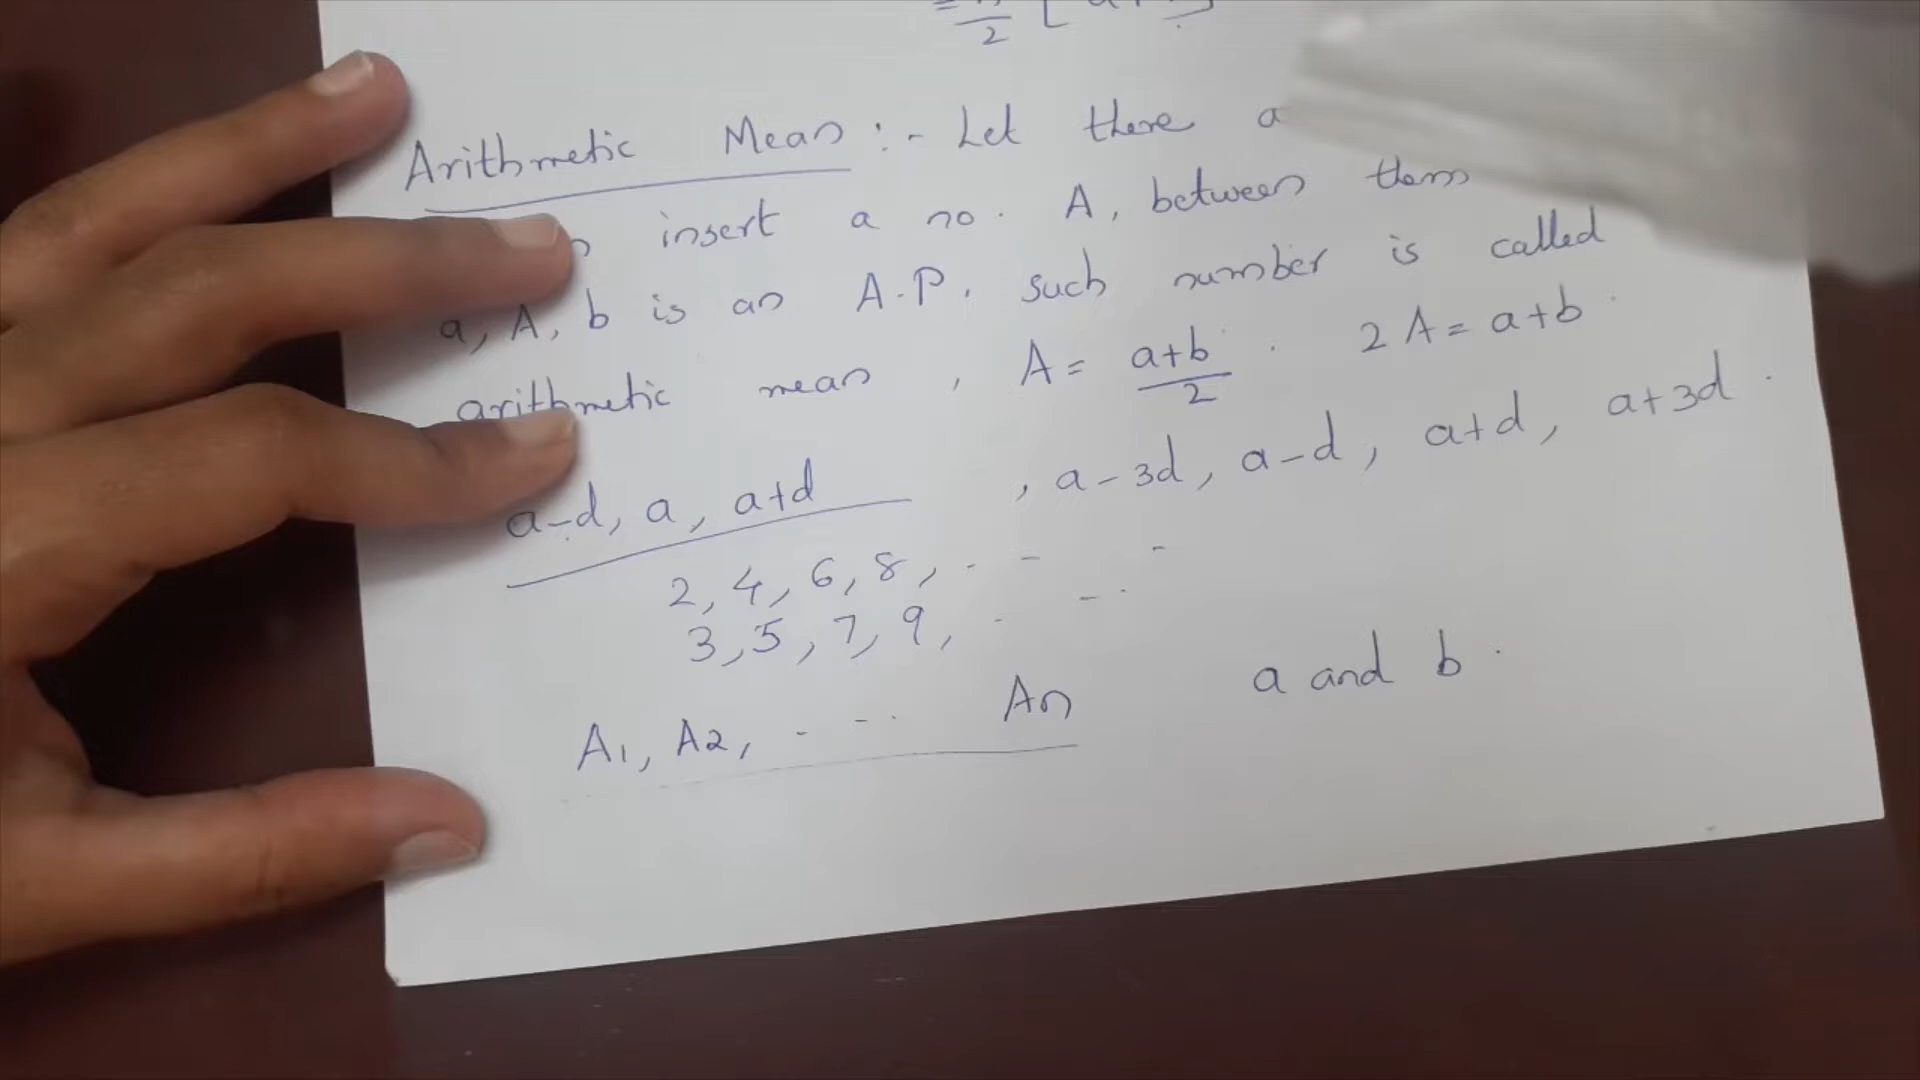 = n/2 [a +
Arithmetic Mean :- Let there a
insert a no. A, between them
a, A, b is an A.P. such number is called
arithmetic mean, A = a+b/2 . 2A = a+b.
a-d, a, a+d , a-3d, a-d, a+d, a+3d.
2, 4, 6, 8, . - - -
3, 5, 7, 9, . - - .
A1, A2, - - .. An a and b.